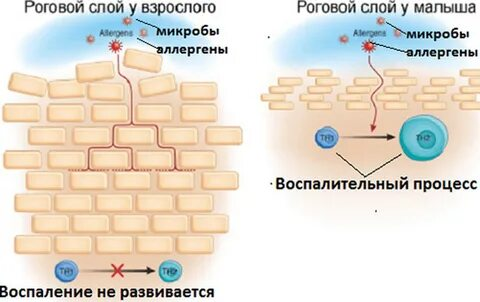 Роговой слой у взрослого
микробы
Allergens
аллергены
TH1
TH2
Воспаление не развивается
Роговой слой у малыша
микробы
Allergens
аллергены
TH1
TH2
Воспалительный процесс